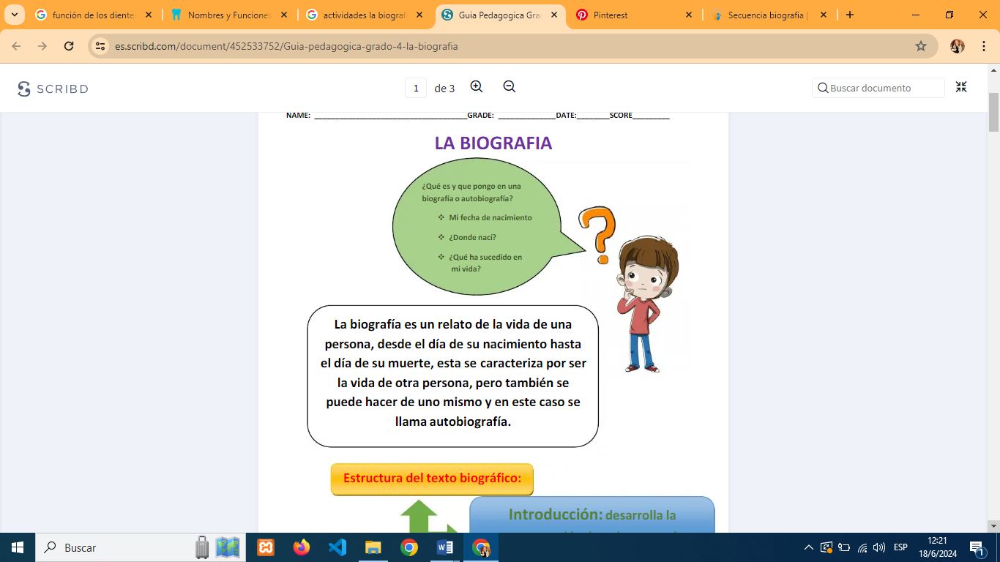 función de los dientes
Nombres y Funciones
actividades la biograf
Guia Pedagogica Gra
Pinterest
Secuencia biografia |
es.scribd.com/document/452533752/Guia-pedagogica-grado-4-la-biografia
SCRIBD
1 de 3
Buscar documento
NAME: ____________________________________GRADE: ______________DATE:________SCORE_________
LA BIOGRAFIA
¿Qué es y que pongo en una
biografía o autobiografía?
❖ Mi fecha de nacimiento
❖ ¿Donde nací?
❖ ¿Qué ha sucedido en
mi vida?
La biografía es un relato de la vida de una
persona, desde el día de su nacimiento hasta
el día de su muerte, esta se caracteriza por ser
la vida de otra persona, pero también se
puede hacer de uno mismo y en este caso se
llama autobiografía.
Estructura del texto biográfico:
Introducción: desarrolla la
Buscar
ESP
12:21
18/6/2024
1